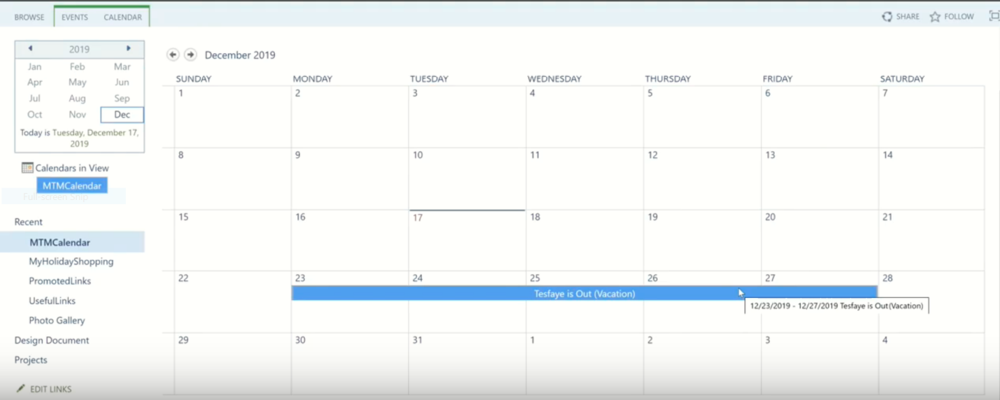 BROWSE EVENTS CALENDAR SHARE FOLLOW
2019
Jan Feb Mar
Apr May Jun
Jul Aug Sep
Oct Nov Dec
Today is Tuesday, December 17,
2019
Calendars in View
MTMCalendar
Full-screen Snip
Recent
MTMCalendar
MyHolidayShopping
PromotedLinks
UsefulLinks
Photo Gallery
Design Document
Projects
EDIT LINKS
December 2019
SUNDAY MONDAY TUESDAY WEDNESDAY THURSDAY FRIDAY SATURDAY
1 2 3 4 5 6 7
8 9 10 11 12 13 14
15 16 17 18 19 20 21
22 23 24 25 26 27 28
Tesfaye is Out (Vacation)
12/23/2019 - 12/27/2019 Tesfaye is Out(Vacation)
29 30 31 1 2 3 4